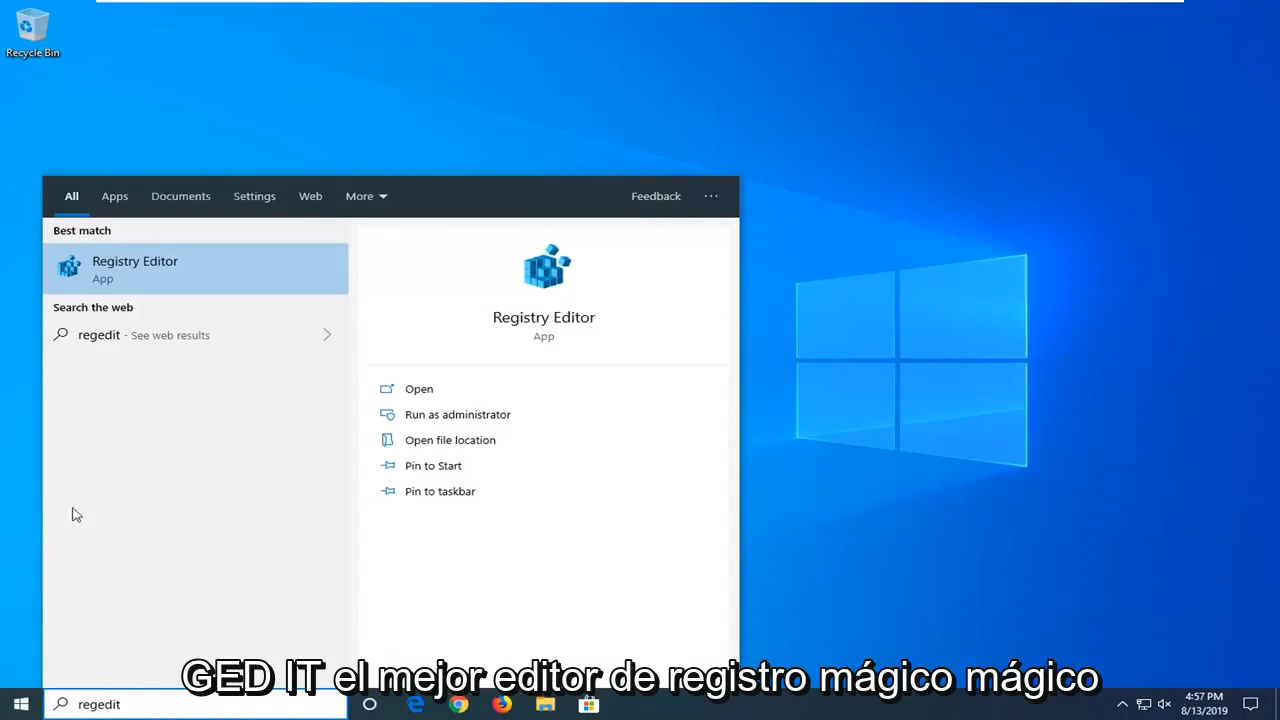 Recycle Bin
All Apps Documents Settings Web More Feedback ...
Best match
Registry Editor
App
Search the web
regedit - See web results
Registry Editor
App
Open
Run as administrator
Open file location
Pin to Start
Pin to taskbar
GED IT el mejor editor de registro mágico mágico
regedit
4:57 PM
8/13/2019